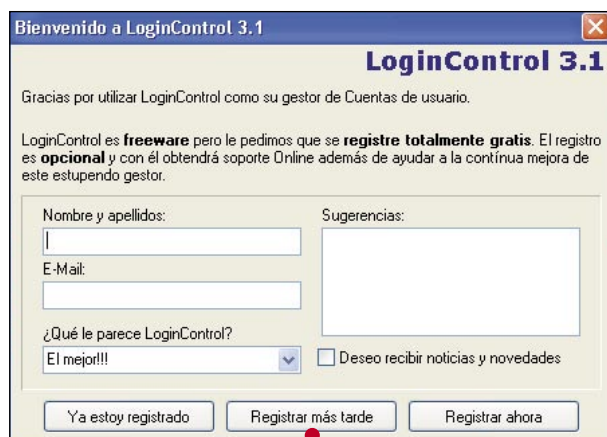 Bienvenido a LoginControl 3.1
LoginControl 3.1
Gracias por utilizar LoginControl como su gestor de Cuentas de usuario.
LoginControl es freeware pero le pedimos que se registre totalmente gratis. El registro
es opcional y con él obtendrá soporte Online además de ayudar a la contínua mejora de
este estupendo gestor.
Nombre y apellidos:
Sugerencias:
E-Mail:
¿Qué le parece LoginControl?
El mejor!!!
Deseo recibir noticias y novedades
Ya estoy registrado
Registrar más tarde
Registrar ahora